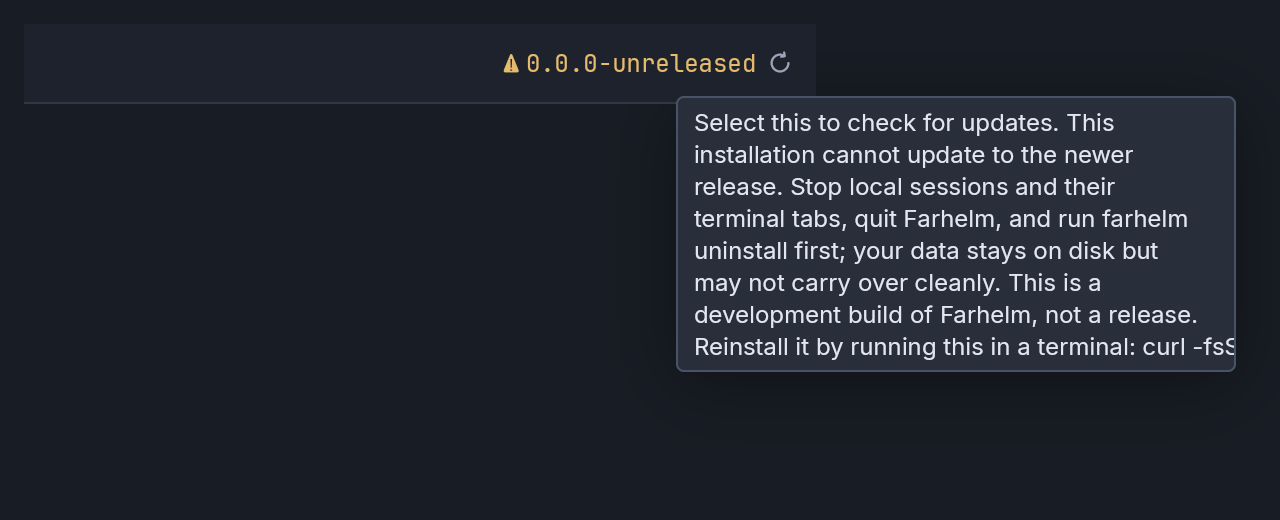 0.0.0-unreleased
Select this to check for updates. This
installation cannot update to the newer
release. Stop local sessions and their
terminal tabs, quit Farhelm, and run farhelm
uninstall first; your data stays on disk but
may not carry over cleanly. This is a
development build of Farhelm, not a release.
Reinstall it by running this in a terminal: curl -fsS